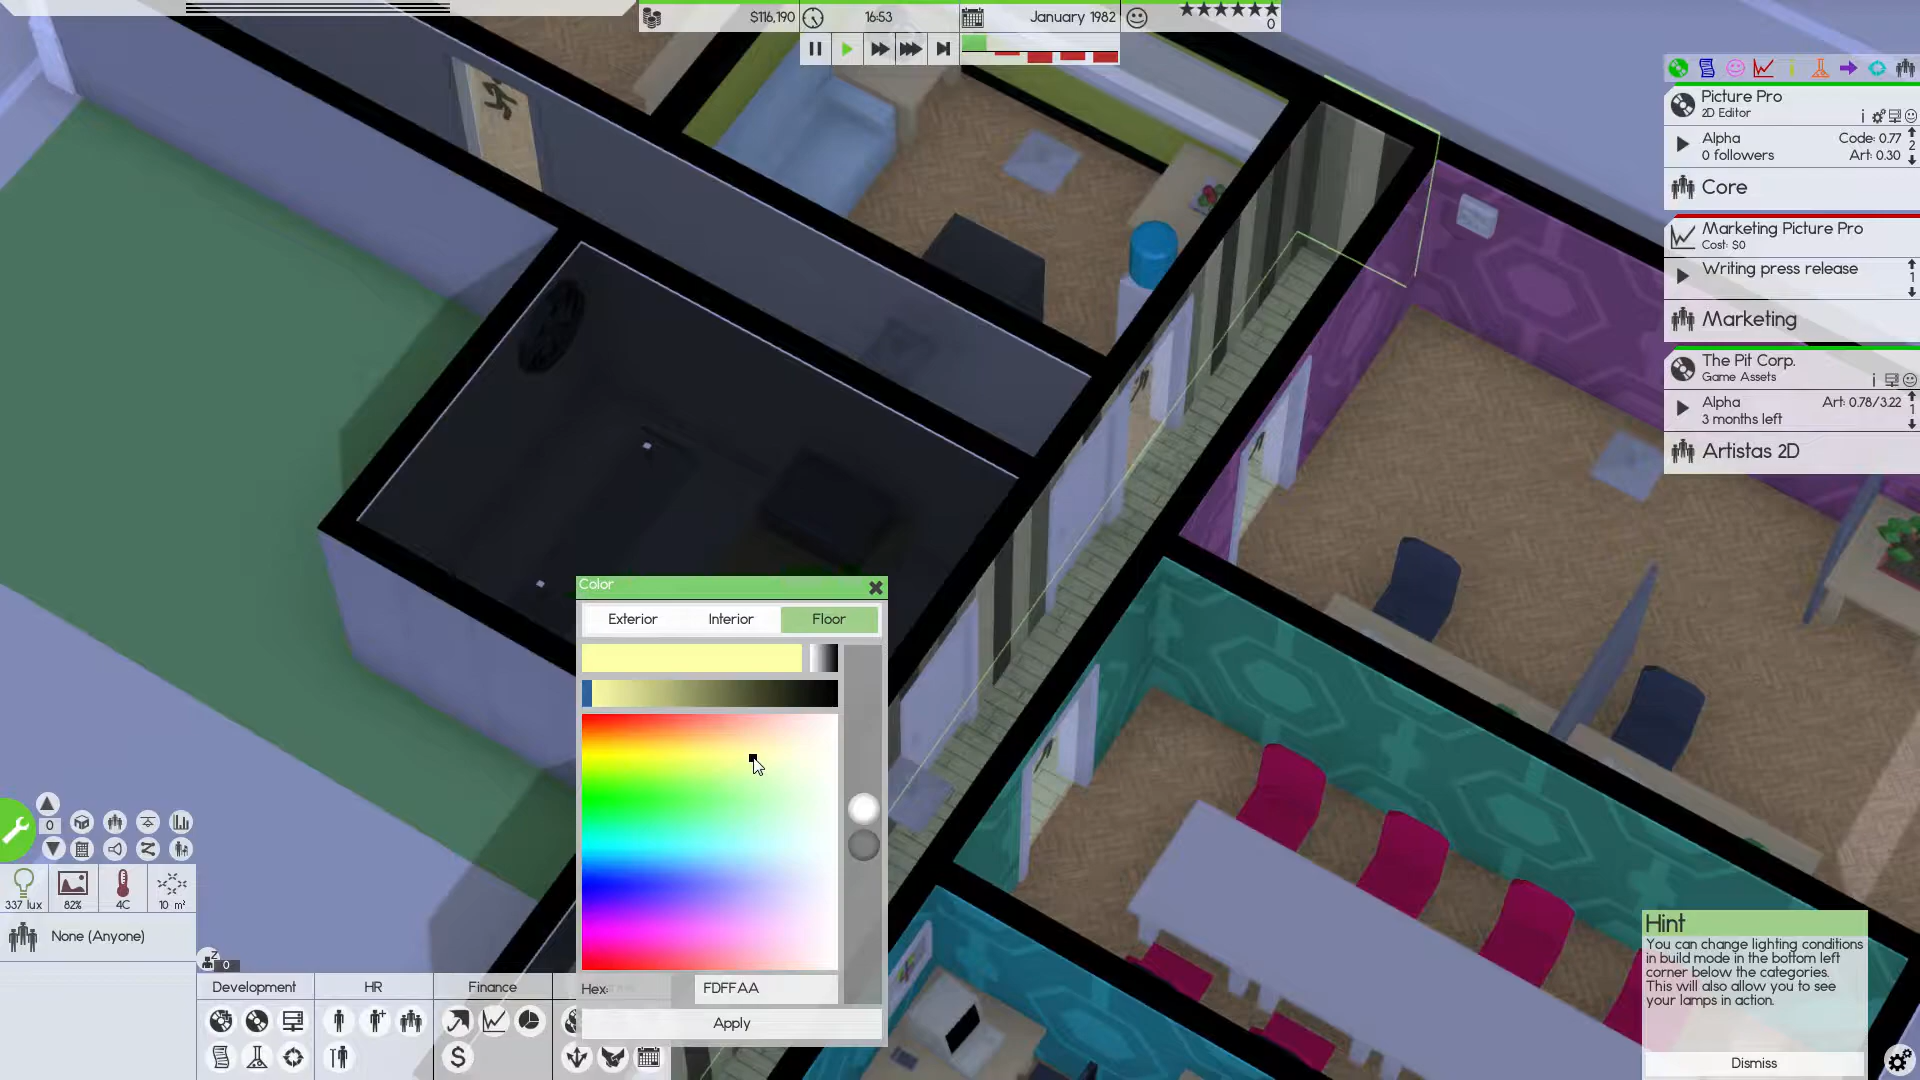 $116,190
16:53
January 1982
0
Picture Pro
2D Editor
i
Alpha
0 followers
Code: 0.77
Art: 0.30
2
Core
Marketing Picture Pro
Cost: $0
Writing press release
1
Marketing
The Pit Corp.
Game Assets
i
Alpha
3 months left
Art: 0.78/3.22
1
Artistas 2D
Color
Exterior
Interior
Floor
Hex:
FDFFAA
Apply
0
337 lux
82%
4C
10 m²
None (Anyone)
z
0
Development
HR
Finance
Hint
You can change lighting conditions
in build mode in the bottom left
corner below the categories.
This will also allow you to see
your lamps in action.
Dismiss